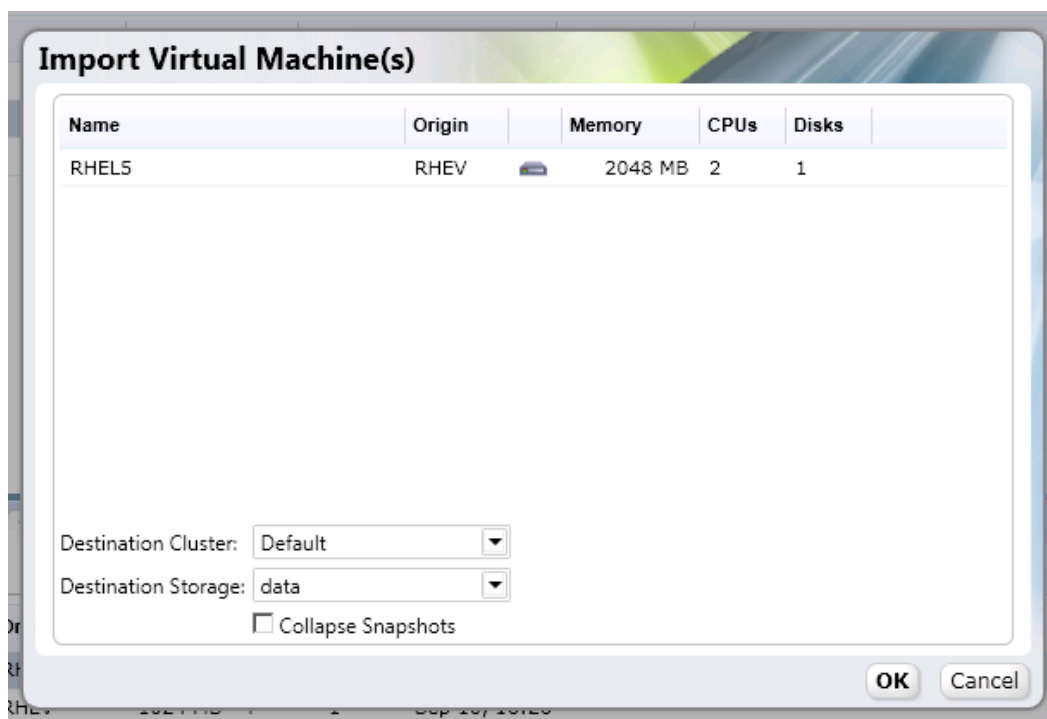 Import Virtual Machine(s)
Name Origin Memory CPUs Disks
RHEL5 RHEV 2048 MB 2 1
Destination Cluster: Default
Destination Storage: data
Collapse Snapshots
OK Cancel